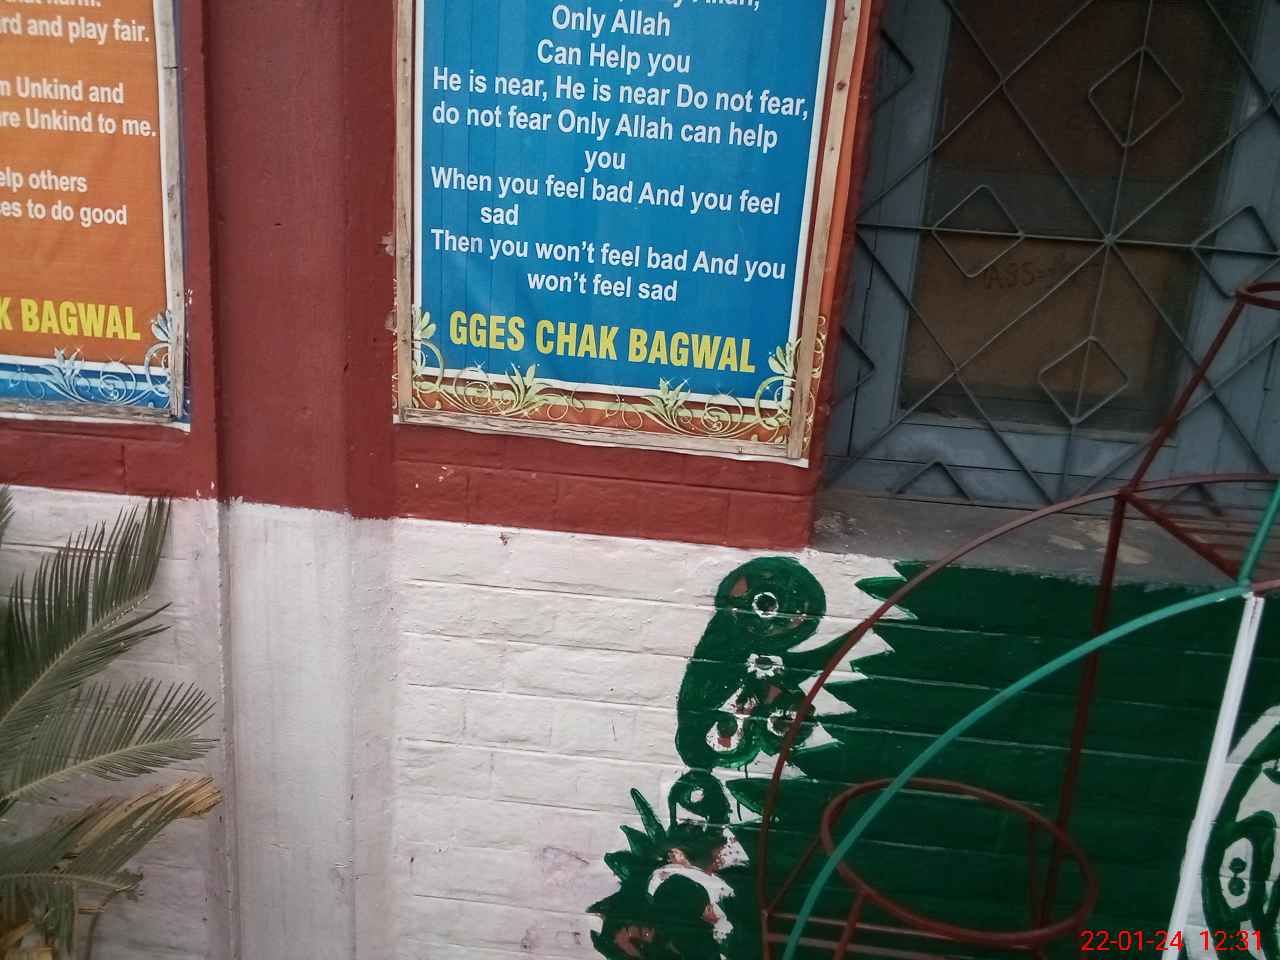 rd and play fair.
Unkind and
are Unkind to me.
elp others
to do good
K BAGWAL
Only Allah
Can Help you
He is near, He is near Do not fear,
do not fear Only Allah can help
you
When you feel bad And you feel
sad
Then you won't feel bad And you
won't feel sad
GGES CHAK BAGWAL
22-01-24 12:31